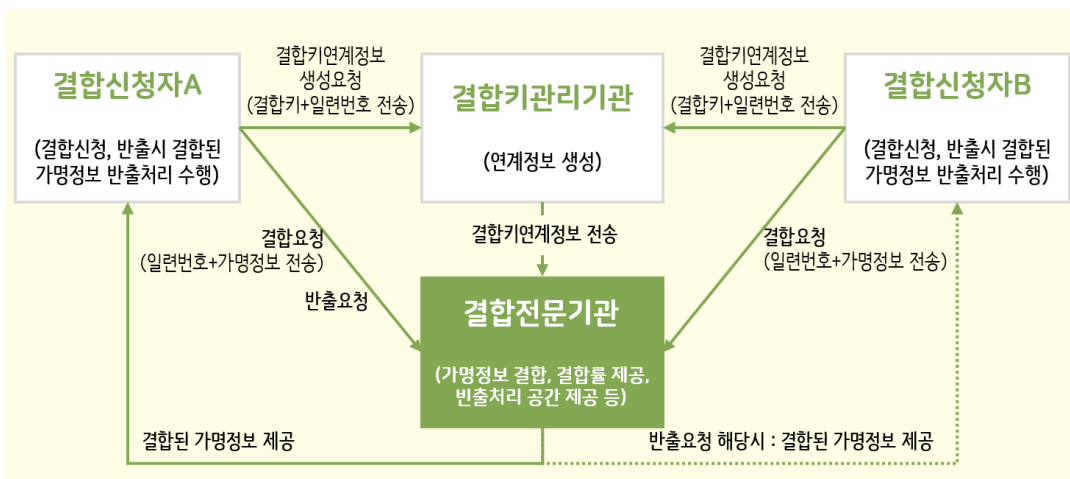 결합신청자A
(결합신청, 반출시 결합된
가명정보 반출처리 수행)
결합키연계정보
생성요청
(결합키+일련번호 전송)
결합키관리기관
(연계정보 생성)
결합키연계정보
생성요청
(결합키+일련번호 전송)
결합신청자B
(결합신청, 반출시 결합된
가명정보 반출처리 수행)
결합요청
(일련번호+가명정보 전송)
반출요청
결합키연계정보 전송
결합요청
(일련번호+가명정보 전송)
결합전문기관
(가명정보 결합, 결합률 제공,
빈출처리 공간 제공 등)
결합된 가명정보 제공
반출요청 해당시 : 결합된 가명정보 제공